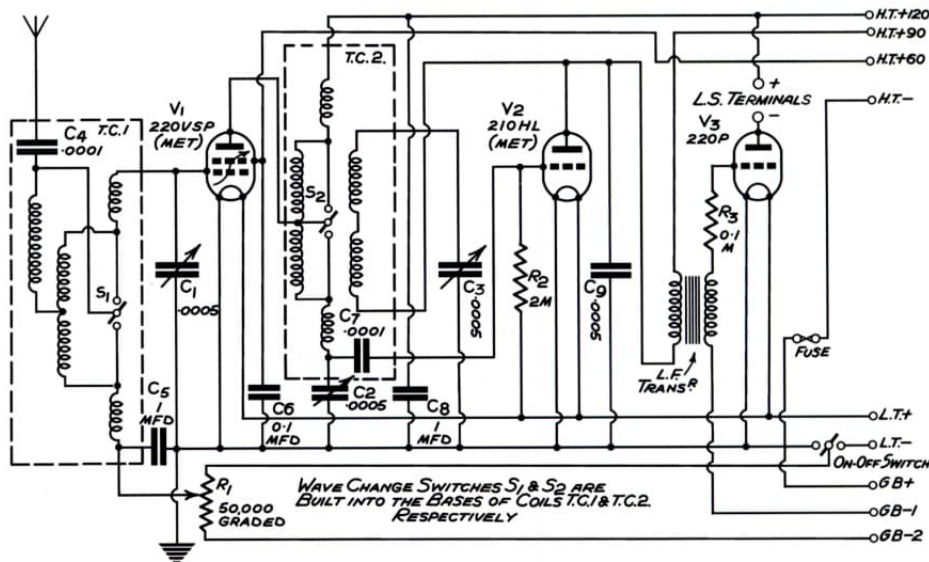 H.T.+120
H.T.+90
H.T.+60
T.C.2.
+
L.S. TERMINALS
-
H.T.-
V1
220VSP
(MET)
V2
210HL
(MET)
V3
220P
T.C.1
C4
.0001
S2
S1
C1
.0005
C3
.0005
R2
2M
C9
.0005
R3
0.1
M
C7
.0001
L.F.
TRANSR.
FUSE
C5
1
MFD
C6
0.1
MFD
C2
.0005
C8
1
MFD
L.T.+
L.T.-
ON-OFF SWITCH
R1
50,000
GRADED
WAVE CHANGE SWITCHES S1 & S2 ARE
BUILT INTO THE BASES OF COILS T.C.1 & T.C.2.
RESPECTIVELY
GB+
GB-1
GB-2